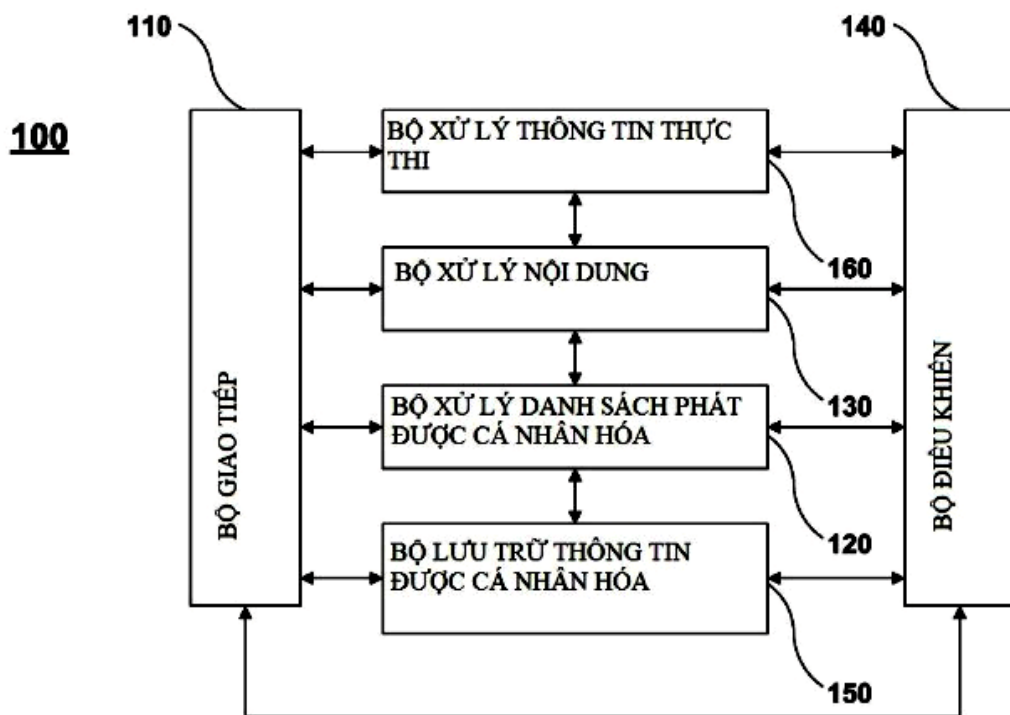 110
140
100
BỘ XỬ LÝ THÔNG TIN THỰC
THI
160
BỘ XỬ LÝ NỘI DUNG
130
BỘ XỬ LÝ DANH SÁCH PHÁT
ĐƯỢC CÁ NHÂN HÓA
120
BỘ LƯU TRỮ THÔNG TIN
ĐƯỢC CÁ NHÂN HÓA
150
BỘ GIAO TIẾP
BỘ ĐIỀU KHIỂN